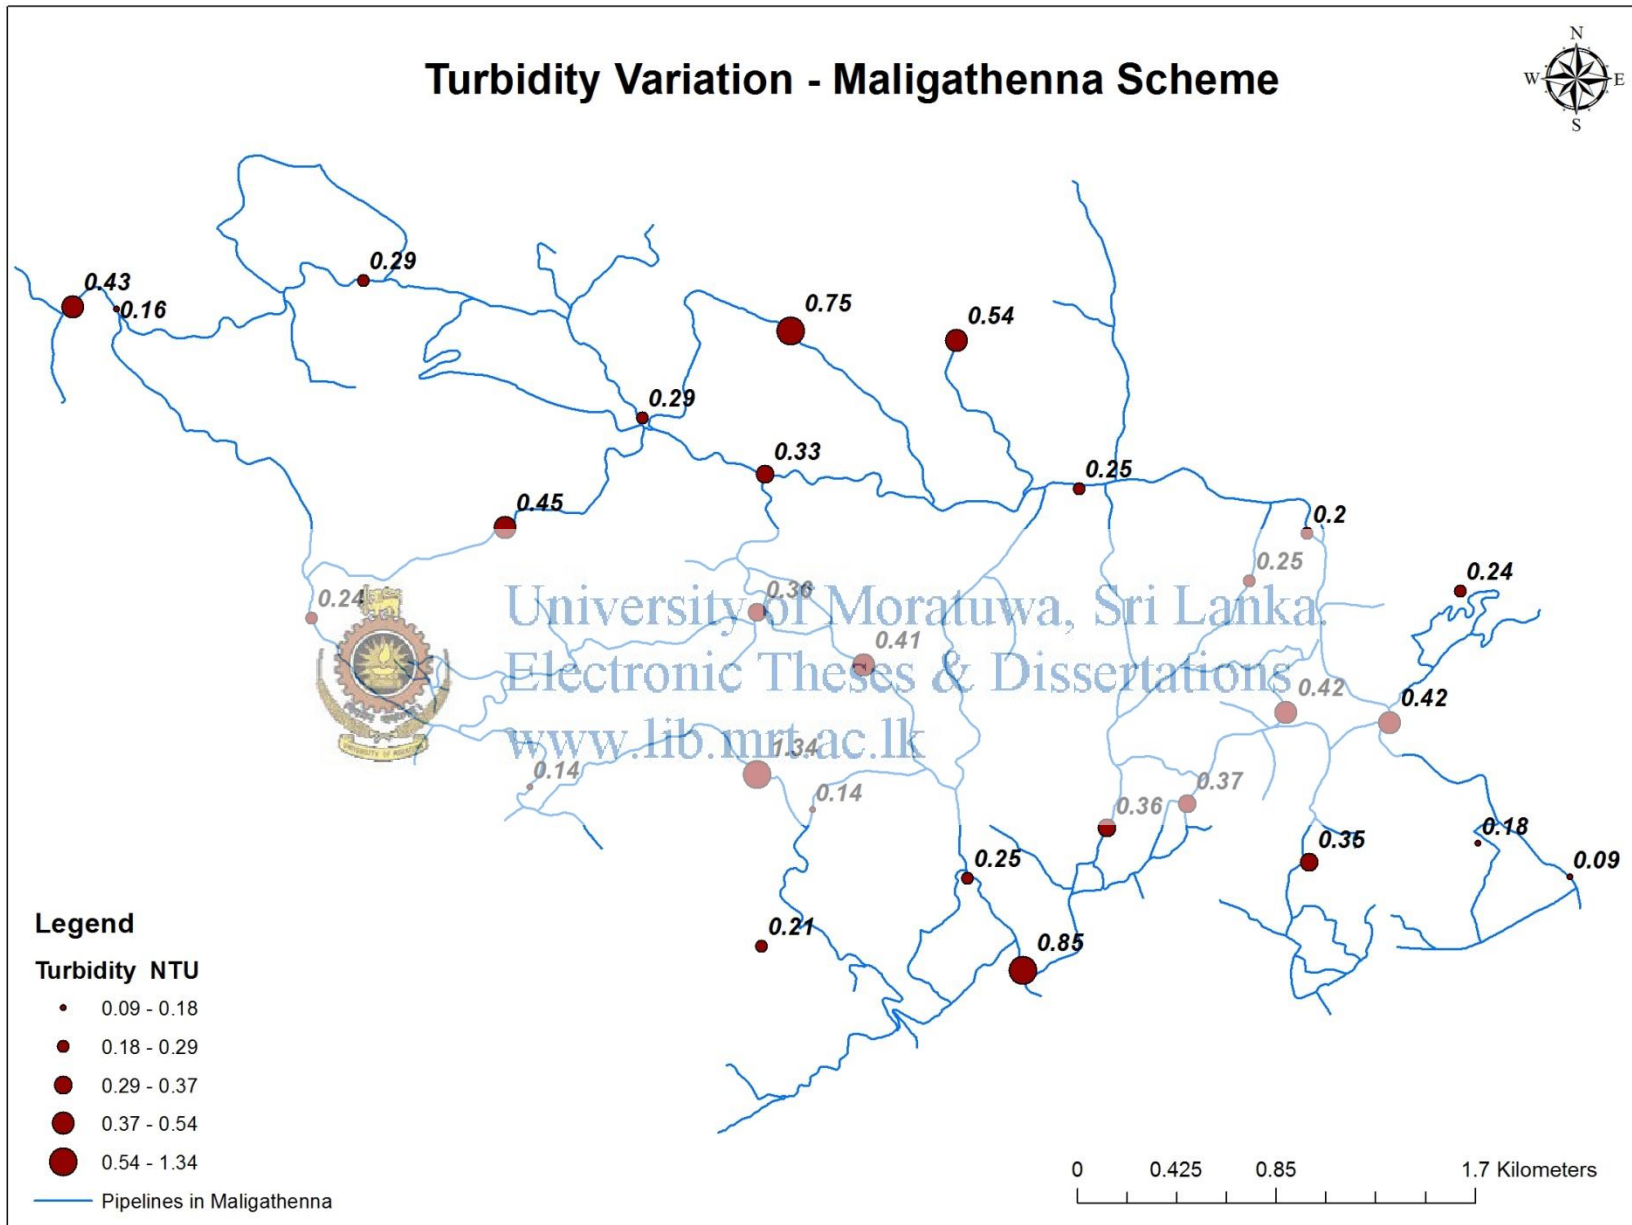 Turbidity Variation - Maligathenna Scheme
N
W
E
S
0.43
0.16
0.29
0.75
0.54
0.29
0.33
0.25
0.45
0.2
0.25
0.24
0.24
0.36
0.41
University of Moratuwa, Sri Lanka.
Electronic Theses & Dissertations
www.lib.mrt.ac.lk
0.42
0.42
1.34
0.14
0.14
0.37
0.36
0.35
0.18
0.09
0.25
0.21
0.85
Legend
Turbidity NTU
0.09 - 0.18
0.18 - 0.29
0.29 - 0.37
0.37 - 0.54
0.54 - 1.34
Pipelines in Maligathenna
0 0.425 0.85 1.7 Kilometers